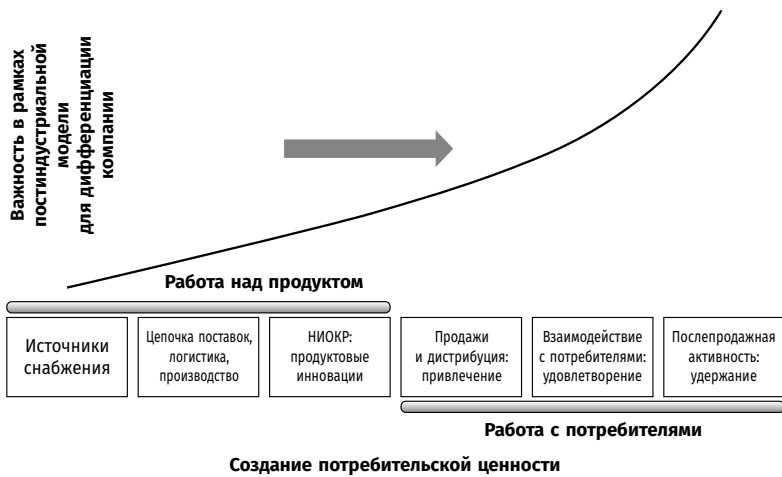 Важность в рамках
постиндустриальной
модели
для дифференциации
компании
Работа над продуктом
Источники
снабжения
Цепочка поставок,
логистика,
производство
НИОКР:
продуктовые
инновации
Продажи
и дистрибуция:
привлечение
Взаимодействие
с потребителями:
удовлетворение
Послепродажная
активность:
удержание
Работа с потребителями
Создание потребительской ценности